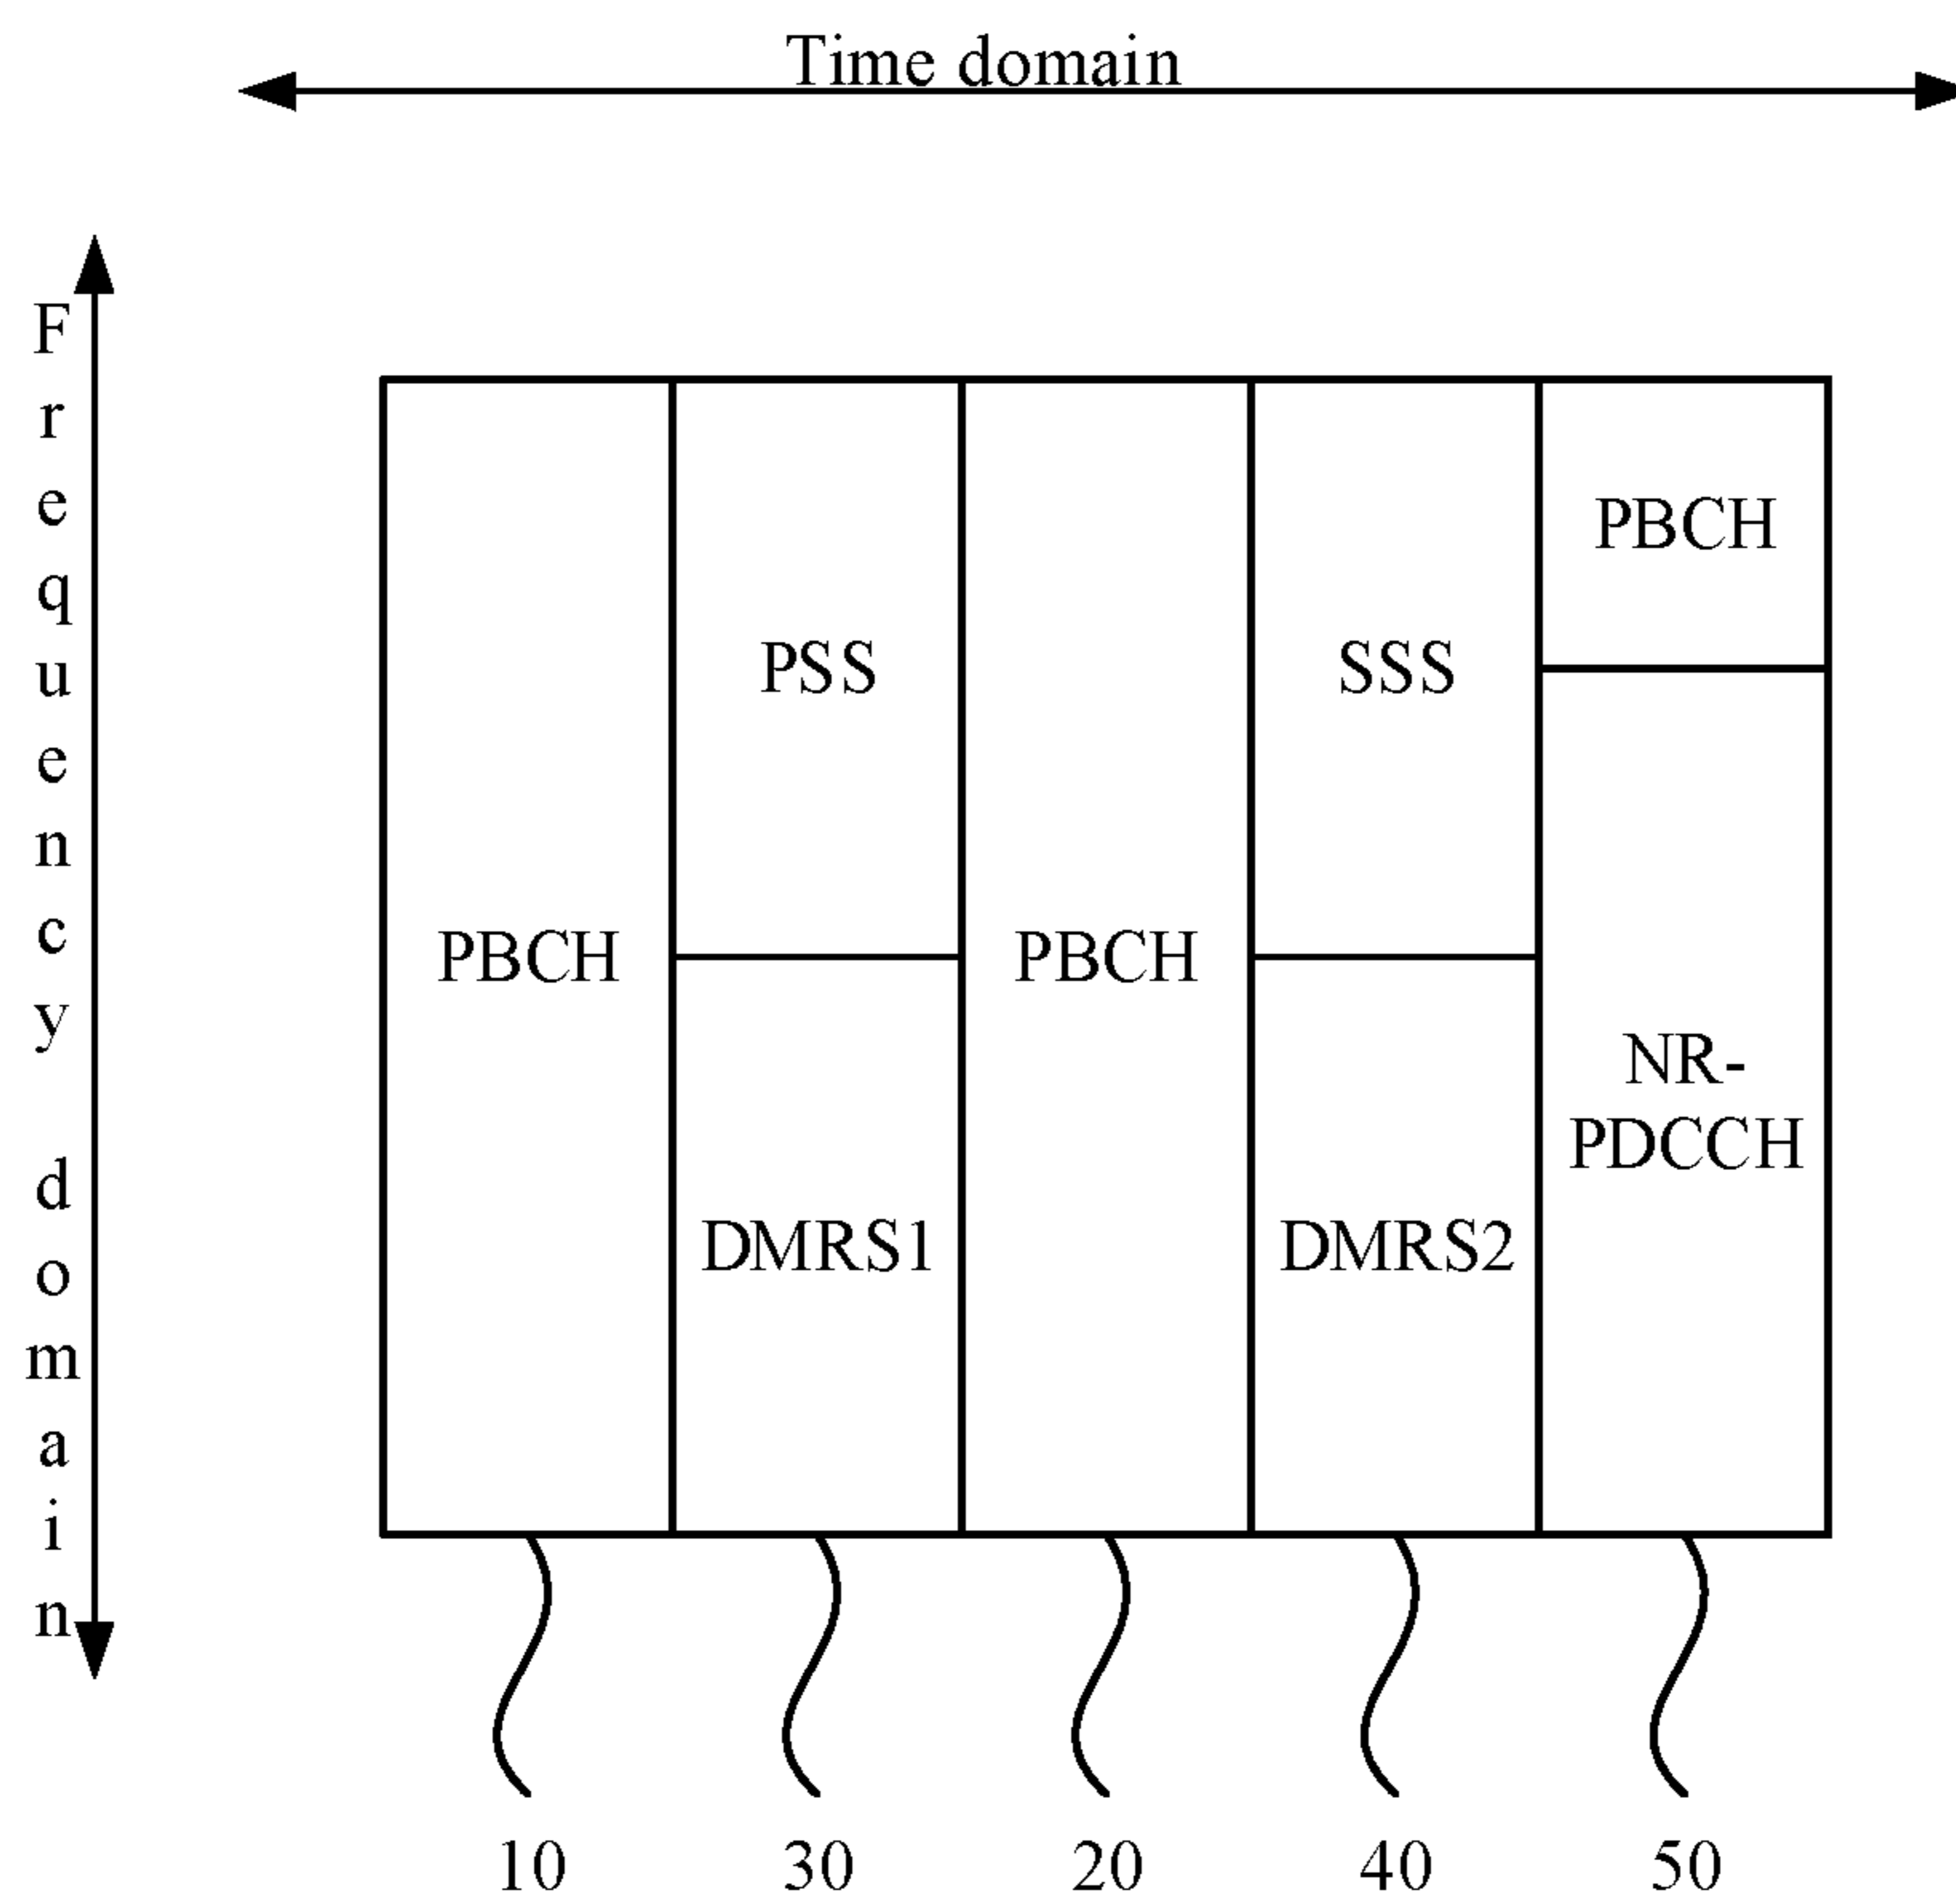 Time domain
Frequency domain
PBCH
PSS
DMRS1
PBCH
SSS
DMRS2
PBCH
NR-
PDCCH
10
30
20
40
50